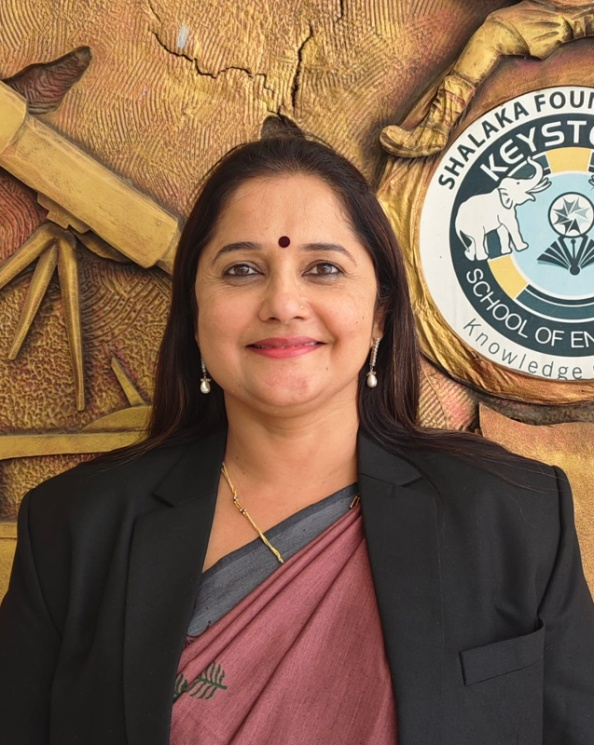 SHALAKA FOUN
KEYSTO
SCHOOL OF EN
Knowledge